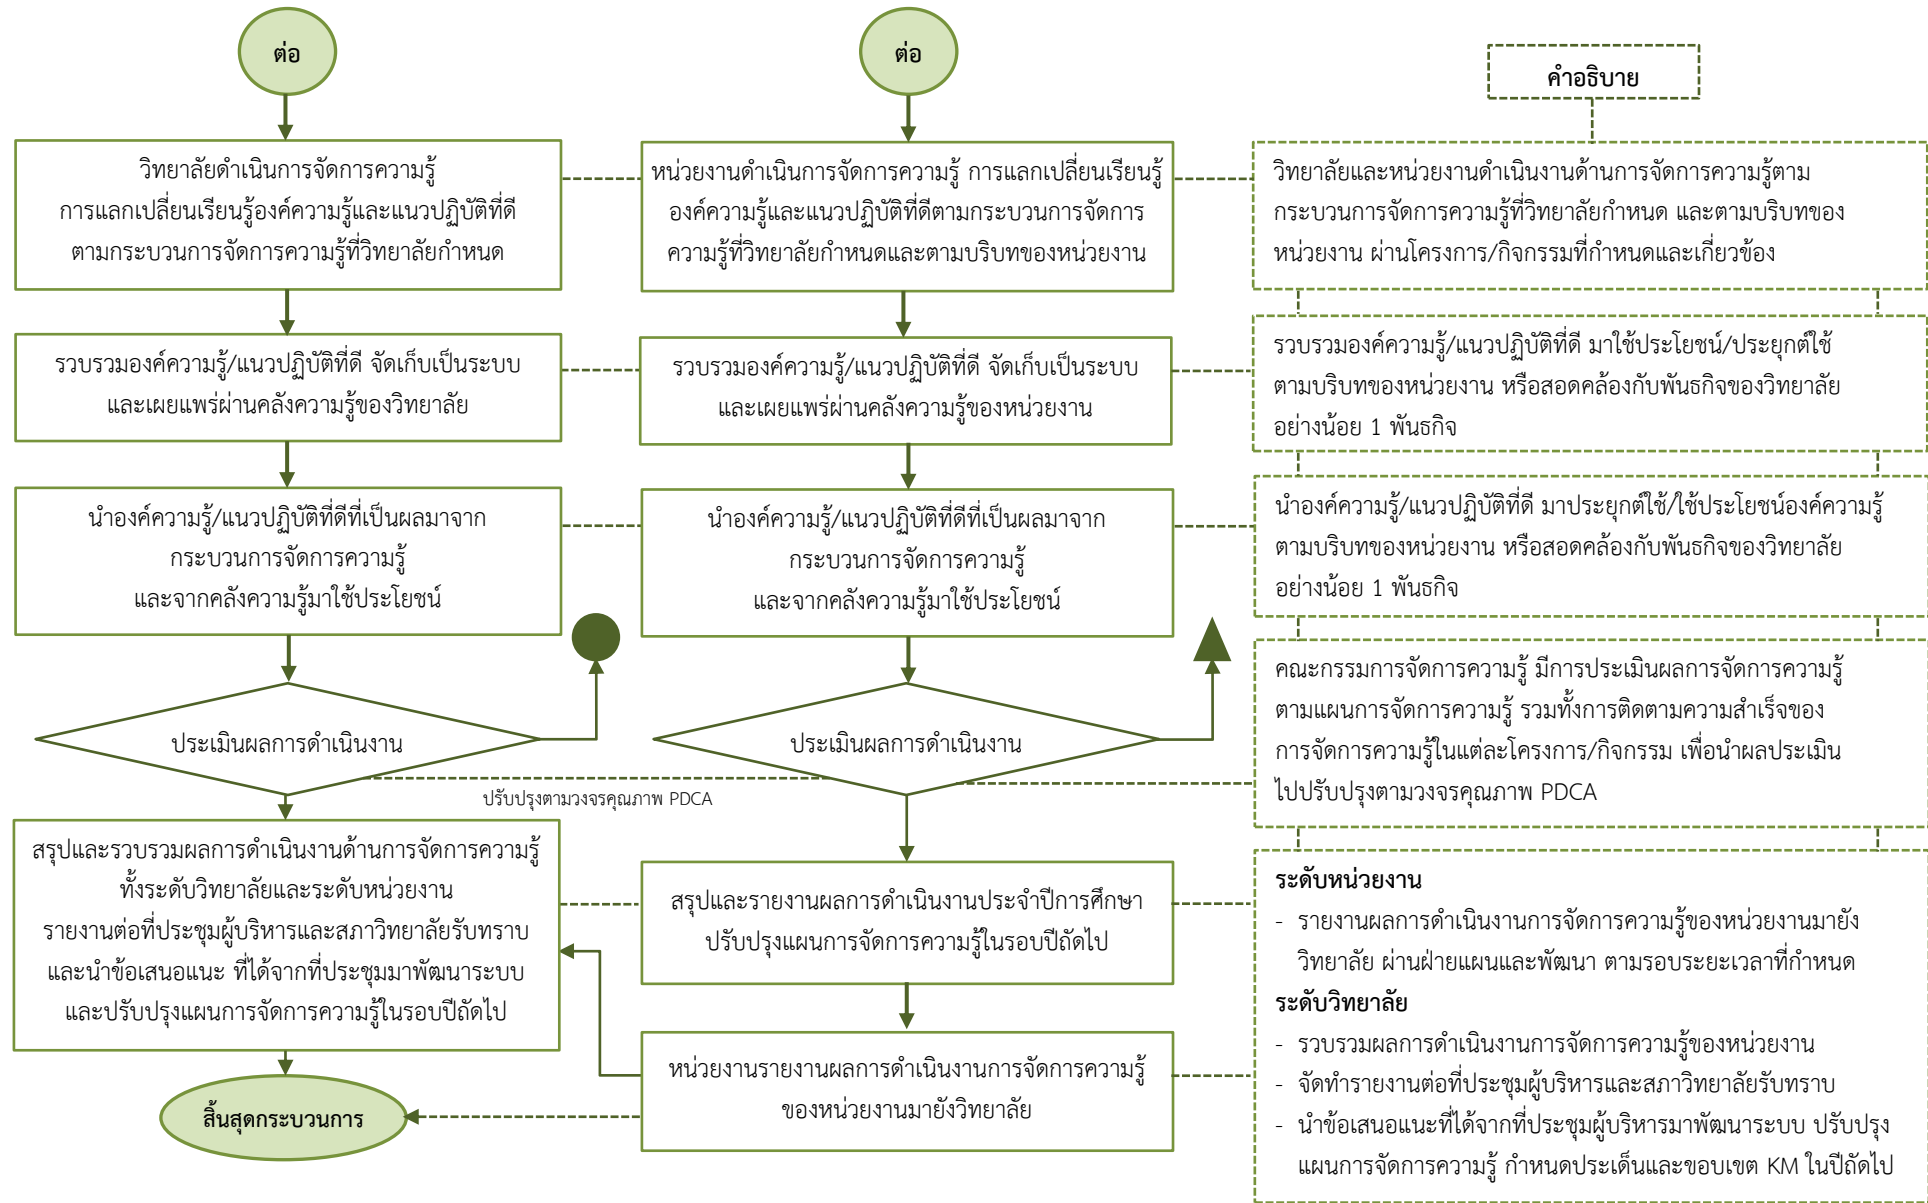 ต่อ
วิทยาลัยดำเนินการจัดการความรู้
การแลกเปลี่ยนเรียนรู้องค์ความรู้และแนวปฏิบัติที่ดี
ตามกระบวนการจัดการความรู้ที่วิทยาลัยกำหนด
รวบรวมองค์ความรู้/แนวปฏิบัติที่ดี จัดเก็บเป็นระบบ
และเผยแพร่ผ่านคลังความรู้ของวิทยาลัย
นำองค์ความรู้/แนวปฏิบัติที่ดีที่เป็นผลมาจาก
กระบวนการจัดการความรู้
และจากคลังความรู้มาใช้ประโยชน์
ประเมินผลการดำเนินงาน
สรุปและรวบรวมผลการดำเนินงานด้านการจัดการความรู้
ทั้งระดับวิทยาลัยและระดับหน่วยงาน
รายงานต่อที่ประชุมผู้บริหารและสภาวิทยาลัยรับทราบ
และนำข้อเสนอแนะ ที่ได้จากที่ประชุมมาพัฒนาระบบ
และปรับปรุงแผนการจัดการความรู้ในรอบปีถัดไป
สิ้นสุดกระบวนการ
ต่อ
หน่วยงานดำเนินการจัดการความรู้ การแลกเปลี่ยนเรียนรู้
องค์ความรู้และแนวปฏิบัติที่ดีตามกระบวนการจัดการ
ความรู้ที่วิทยาลัยกำหนดและตามบริบทของหน่วยงาน
รวบรวมองค์ความรู้/แนวปฏิบัติที่ดี จัดเก็บเป็นระบบ
และเผยแพร่ผ่านคลังความรู้ของหน่วยงาน
นำองค์ความรู้/แนวปฏิบัติที่ดีที่เป็นผลมาจาก
กระบวนการจัดการความรู้
และจากคลังความรู้มาใช้ประโยชน์
ประเมินผลการดำเนินงาน
ปรับปรุงตามวงจรคุณภาพ PDCA
สรุปและรายงานผลการดำเนินงานประจำปีการศึกษา
ปรับปรุงแผนการจัดการความรู้ในรอบปีถัดไป
หน่วยงานรายงานผลการดำเนินงานการจัดการความรู้
ของหน่วยงานมายังวิทยาลัย
คำอธิบาย
วิทยาลัยและหน่วยงานดำเนินงานด้านการจัดการความรู้ตาม
กระบวนการจัดการความรู้ที่วิทยาลัยกำหนด และตามบริบทของ
หน่วยงาน ผ่านโครงการ/กิจกรรมที่กำหนดและเกี่ยวข้อง
รวบรวมองค์ความรู้/แนวปฏิบัติที่ดี มาใช้ประโยชน์/ประยุกต์ใช้
ตามบริบทของหน่วยงาน หรือสอดคล้องกับพันธกิจของวิทยาลัย
อย่างน้อย 1 พันธกิจ
นำองค์ความรู้/แนวปฏิบัติที่ดี มาประยุกต์ใช้/ใช้ประโยชน์องค์ความรู้
ตามบริบทของหน่วยงาน หรือสอดคล้องกับพันธกิจของวิทยาลัย
อย่างน้อย 1 พันธกิจ
คณะกรรมการจัดการความรู้ มีการประเมินผลการจัดการความรู้
ตามแผนการจัดการความรู้ รวมทั้งการติดตามความสำเร็จของ
การจัดการความรู้ในแต่ละโครงการ/กิจกรรม เพื่อนำผลประเมิน
ไปปรับปรุงตามวงจรคุณภาพ PDCA
ระดับหน่วยงาน
- รายงานผลการดำเนินงานการจัดการความรู้ของหน่วยงานมายัง
วิทยาลัย ผ่านฝ่ายแผนและพัฒนา ตามรอบระยะเวลาที่กำหนด
ระดับวิทยาลัย
- รวบรวมผลการดำเนินงานการจัดการความรู้ของหน่วยงาน
- จัดทำรายงานต่อที่ประชุมผู้บริหารและสภาวิทยาลัยรับทราบ
- นำข้อเสนอแนะที่ได้จากที่ประชุมผู้บริหารมาพัฒนาระบบ ปรับปรุง
แผนการจัดการความรู้ กำหนดประเด็นและขอบเขต KM ในปีถัดไป